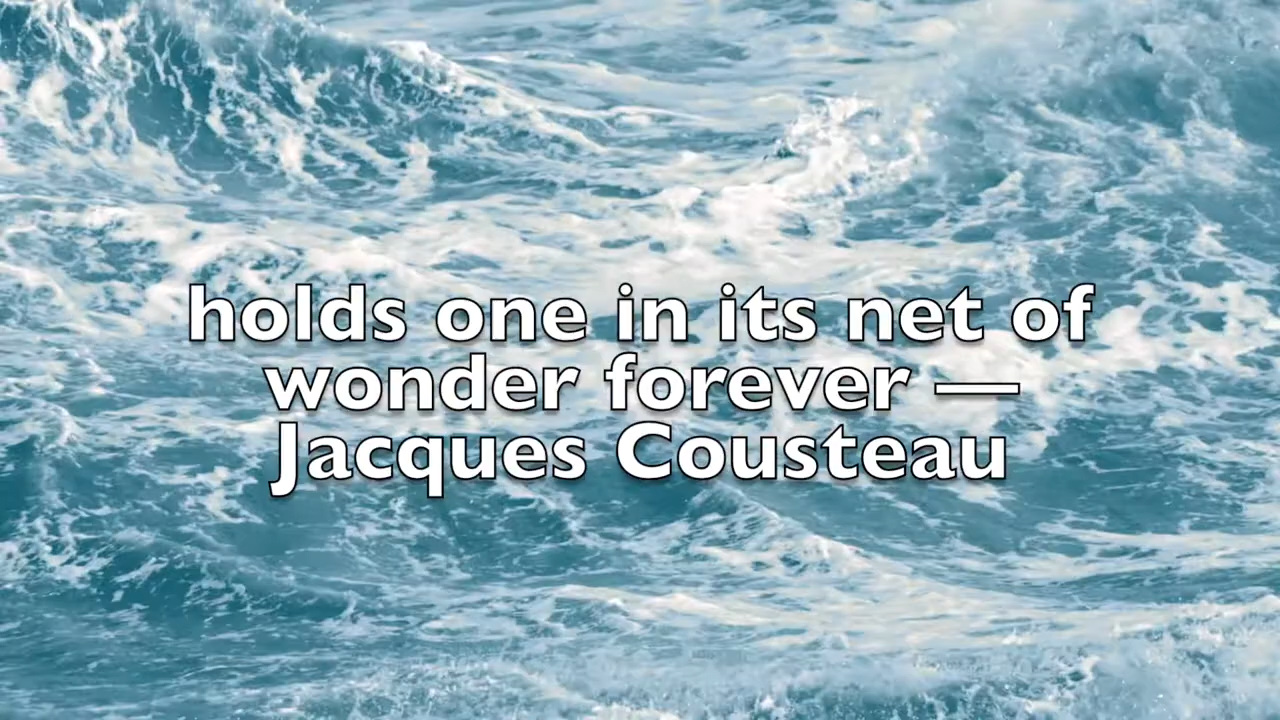 holds one in its net of
wonder forever —
Jacques Cousteau